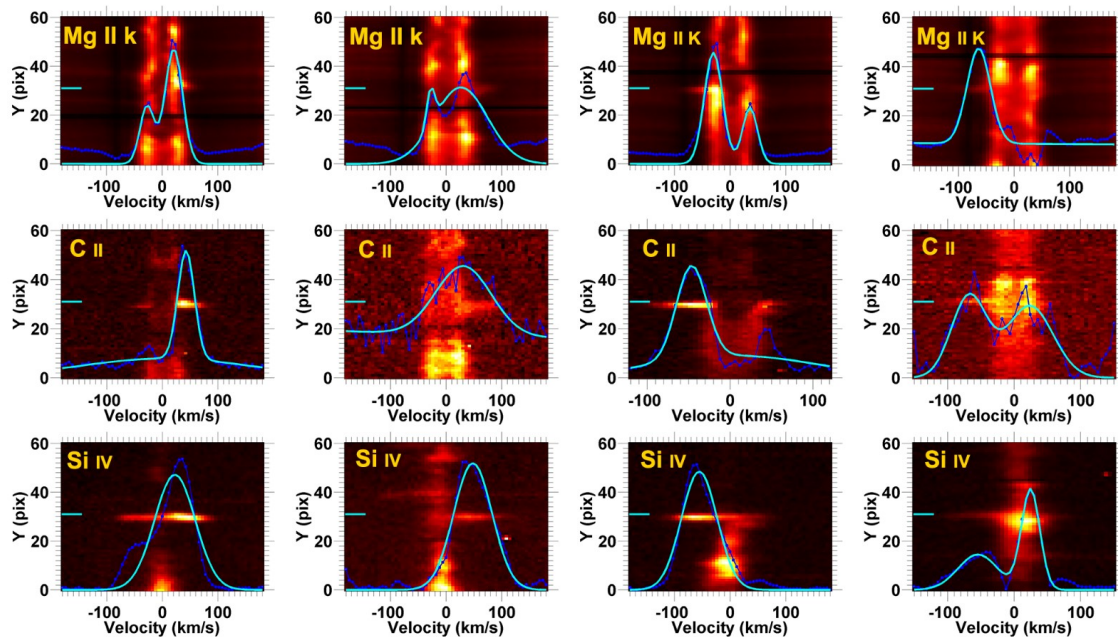 60 60 60 60
Mg II k Mg II k Mg II K Mg II K
Y (pix) Y (pix) Y (pix) Y (pix)
40 40 40 40
20 20 20 20
0 0 0 0
-100 0 100 -100 0 100 -100 0 100 -100 0 100
Velocity (km/s) Velocity (km/s) Velocity (km/s) Velocity (km/s)
60 60 60 60
C II C II C II C II
Y (pix) Y (pix) Y (pix) Y (pix)
40 40 40 40
20 20 20 20
0 0 0 0
-100 0 100 -100 0 100 -100 0 100 -100 0 100
Velocity (km/s) Velocity (km/s) Velocity (km/s) Velocity (km/s)
60 60 60 60
Si IV Si IV Si IV Si IV
Y (pix) Y (pix) Y (pix) Y (pix)
40 40 40 40
20 20 20 20
0 0 0 0
-100 0 100 -100 0 100 -100 0 100 -100 0 100
Velocity (km/s) Velocity (km/s) Velocity (km/s) Velocity (km/s)